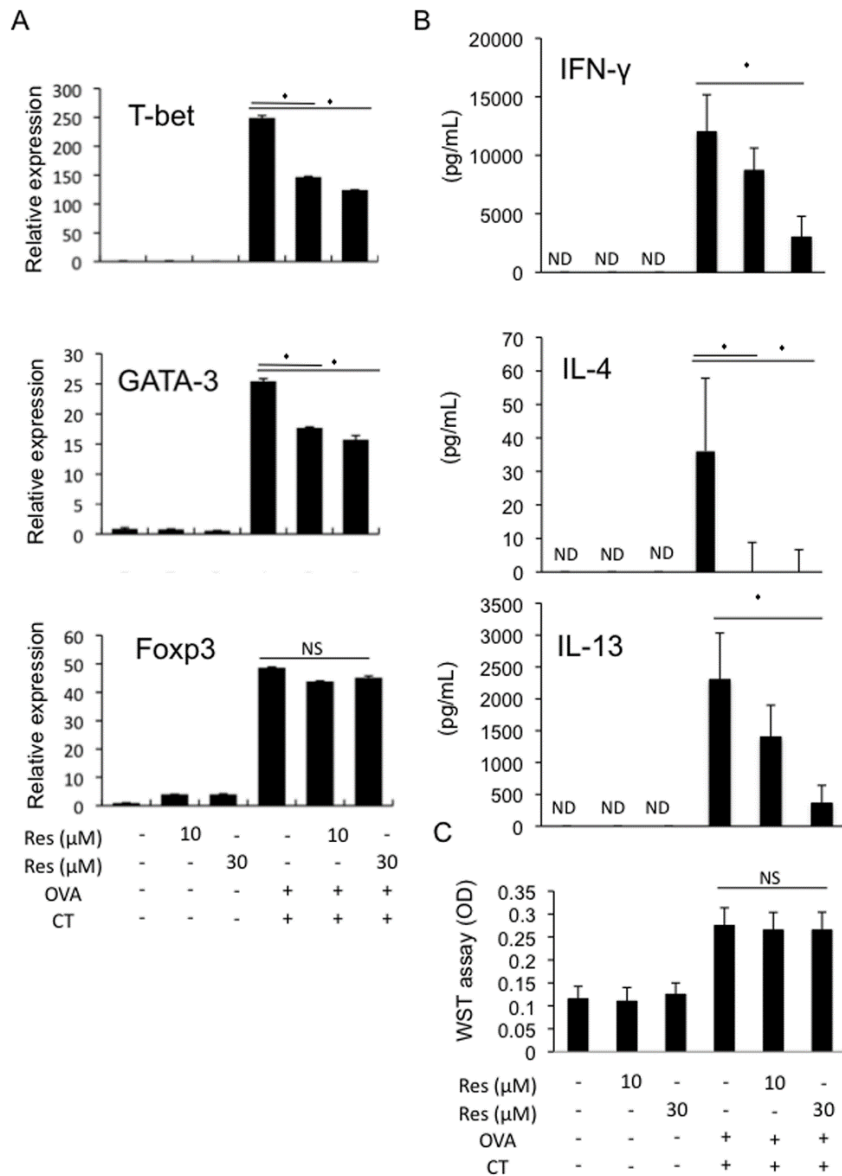 A
T-bet
Relative expression
300
250
200
150
100
50
0
GATA-3
Relative expression
30
25
20
15
10
5
0
Foxp3
NS
Relative expression
60
50
40
30
20
10
0
Res (μM) - 10 - - 10 -
Res (μM) - - 30 - - 30
OVA - - - + + +
CT - - - + + +
B
IFN-γ
(pg/mL)
20000
15000
10000
5000
0
ND ND ND
IL-4
(pg/mL)
70
60
50
40
30
20
10
0
ND ND ND
IL-13
(pg/mL)
3500
3000
2500
2000
1500
1000
500
0
ND ND ND
C
NS
WST assay (OD)
0.35
0.3
0.25
0.2
0.15
0.1
0.05
0
Res (μM) - 10 - - 10 -
Res (μM) - - 30 - - 30
OVA - - - + + +
CT - - - + + +